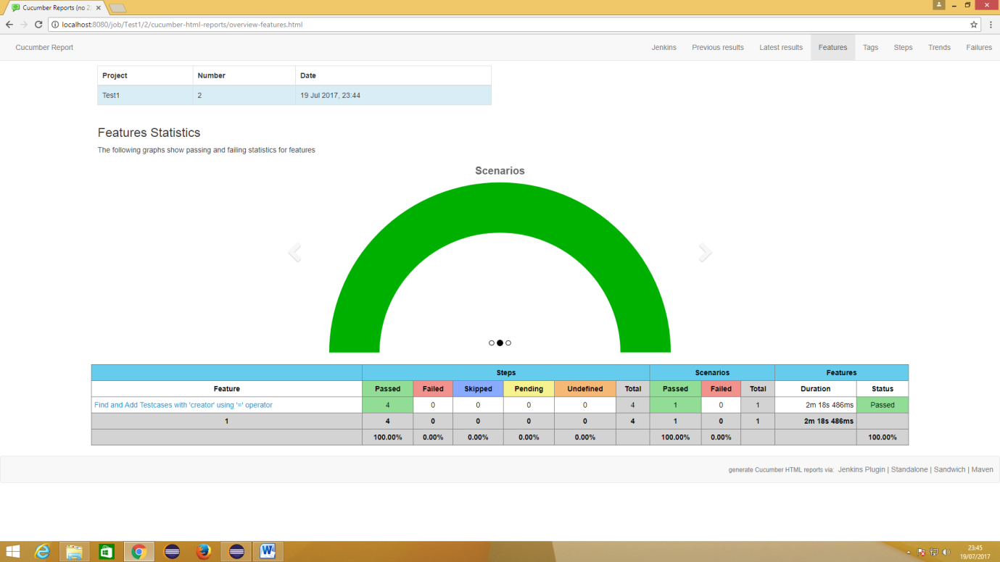 Cucumber Reports (no 2
localhost:8080/job/Test1/2/cucumber-html-reports/overview-features.html
Cucumber Report Jenkins Previous results Latest results Features Tags Steps Trends Failures
Project Number Date
Test1 2 19 Jul 2017, 23:44
Features Statistics
The following graphs show passing and failing statistics for features
Scenarios
Steps Scenarios Features
Feature Passed Failed Skipped Pending Undefined Total Passed Failed Total Duration Status
Find and Add Testcases with 'creator' using '=' operator 4 0 0 0 0 4 1 0 1 2m 18s 486ms Passed
1 4 0 0 0 0 4 1 0 1 2m 18s 486ms
100.00% 0.00% 0.00% 0.00% 0.00% 100.00% 0.00% 100.00%
generate Cucumber HTML reports via: Jenkins Plugin | Standalone | Sandwich | Maven
23:45
19/07/2017